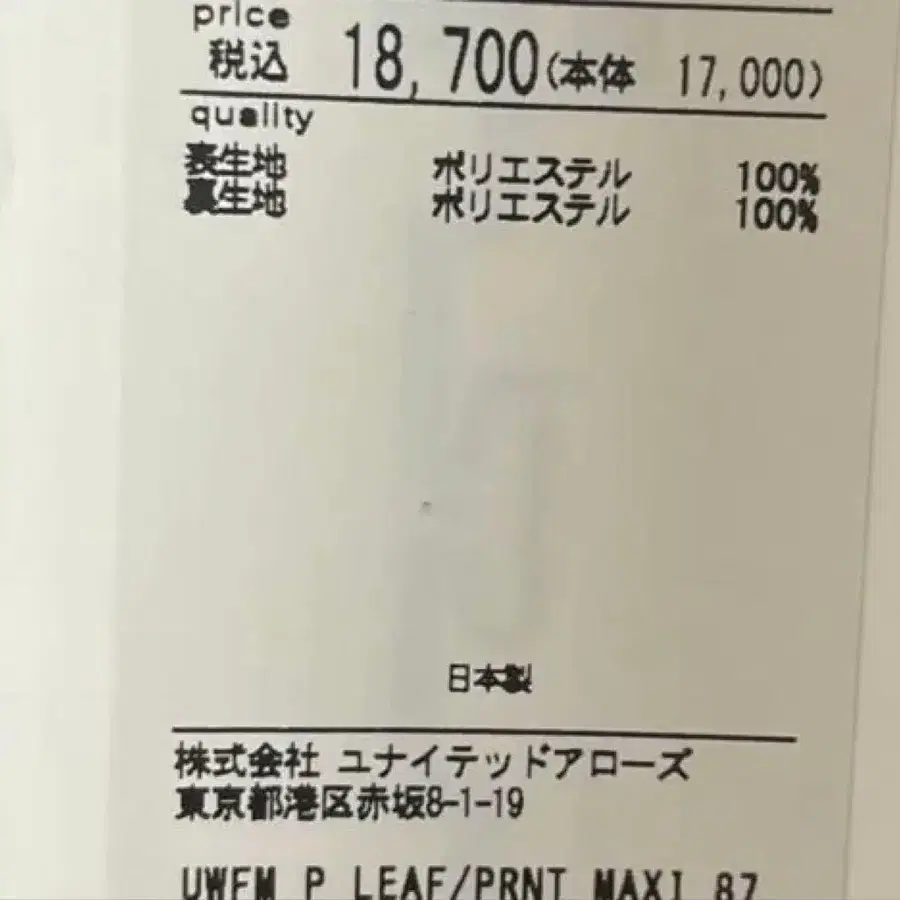 price
税込 18,700(本体 17,000)
quality
表生地 ポリエステル 100%
裏生地 ポリエステル 100%
日本製
株式会社 ユナイテッドアローズ
東京都港区赤坂8-1-19
UWFM P LEAF/PRNT MAXI 87